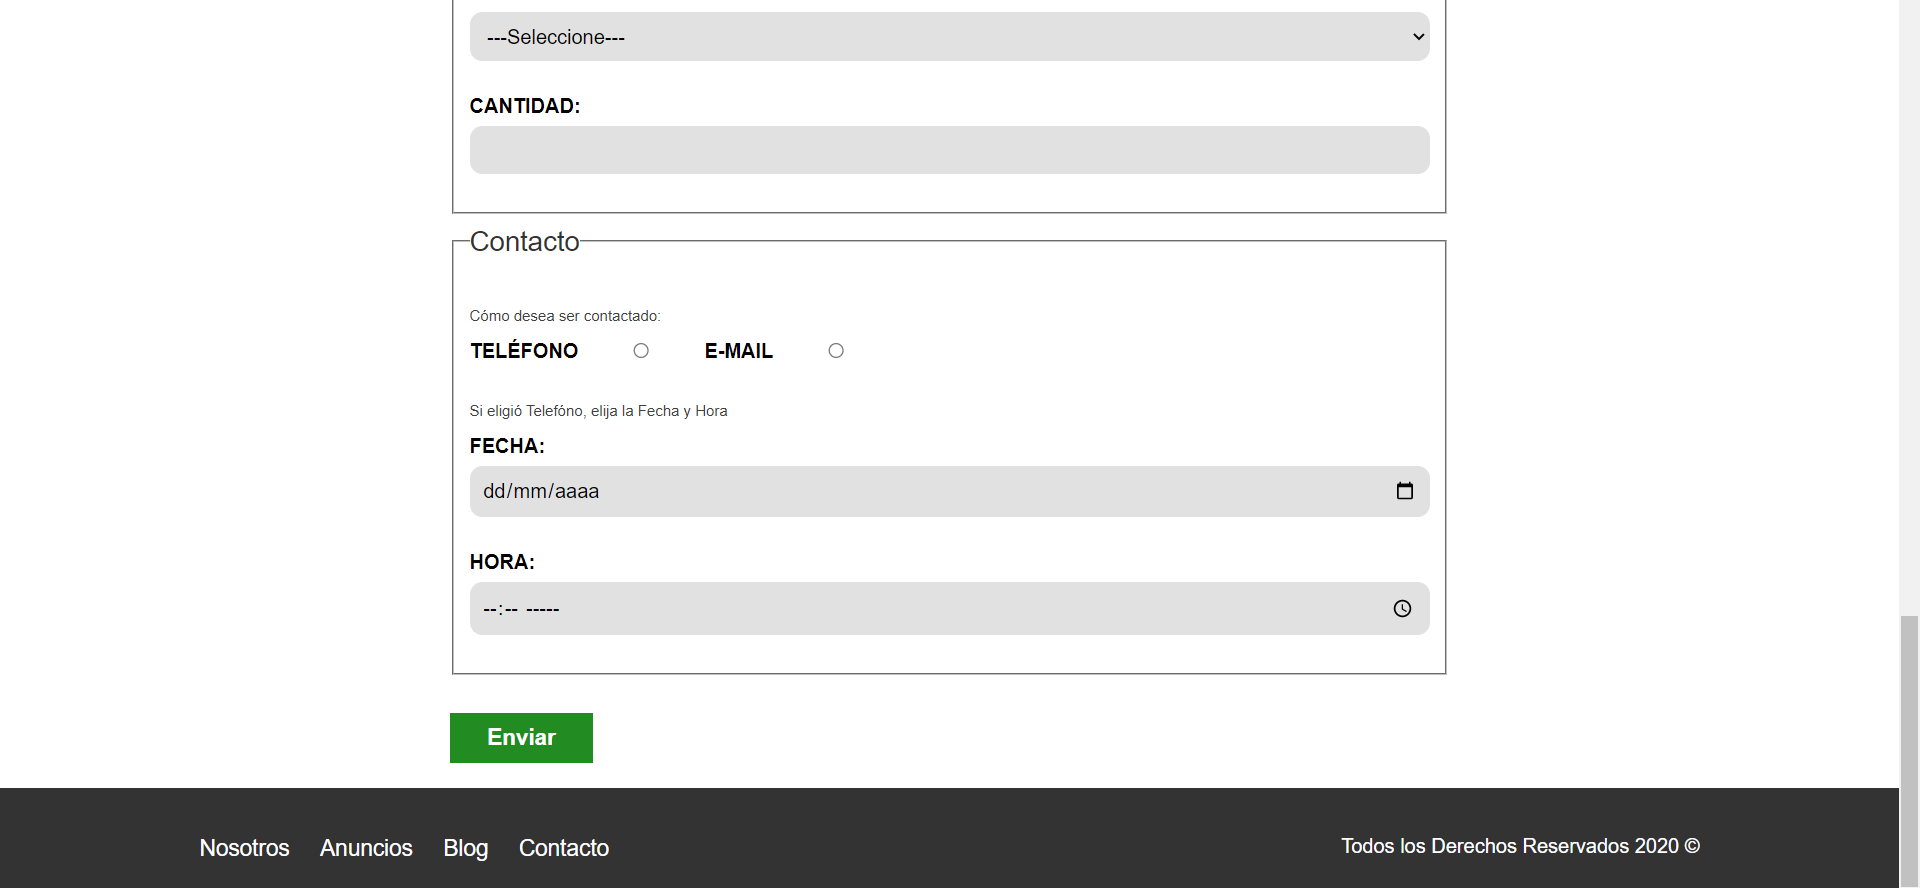 ---Seleccione---
CANTIDAD:
Contacto
Cómo desea ser contactado:
TELÉFONO E-MAIL
Si eligió Telefóno, elija la Fecha y Hora
FECHA:
dd/mm/aaaa
HORA:
--:-- -----
Enviar
Nosotros Anuncios Blog Contacto Todos los Derechos Reservados 2020 ©